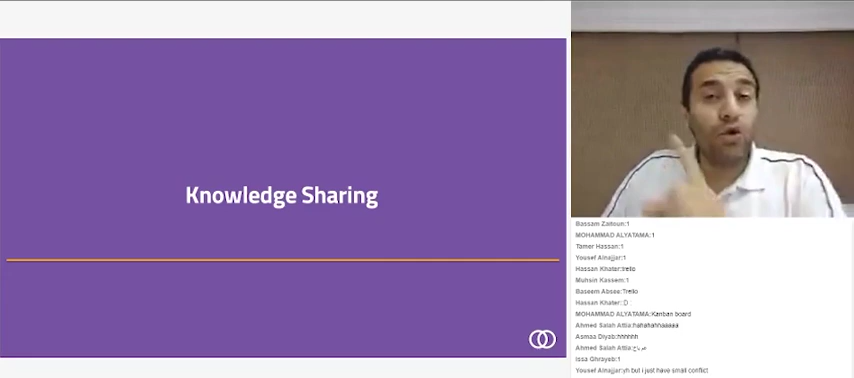 Knowledge Sharing
Bassam Zaitoun:1
MOHAMMAD ALYATAMA:1
Tamer Hassan:1
Yousef Alnajjar:1
Hassan Khater:trello
Muhsin Kassem:1
Baseem Absee:Trello
Hassan Khater::D
MOHAMMAD ALYATAMA:Kanban board
Ahmed Salah Attia:hahahahhaaaaa
Asmaa Diyab:hhhhhh
Ahmed Salah Attia:
Issa Ghrayeb:1
Yousef Alnajjar:yh but i just have small conflict